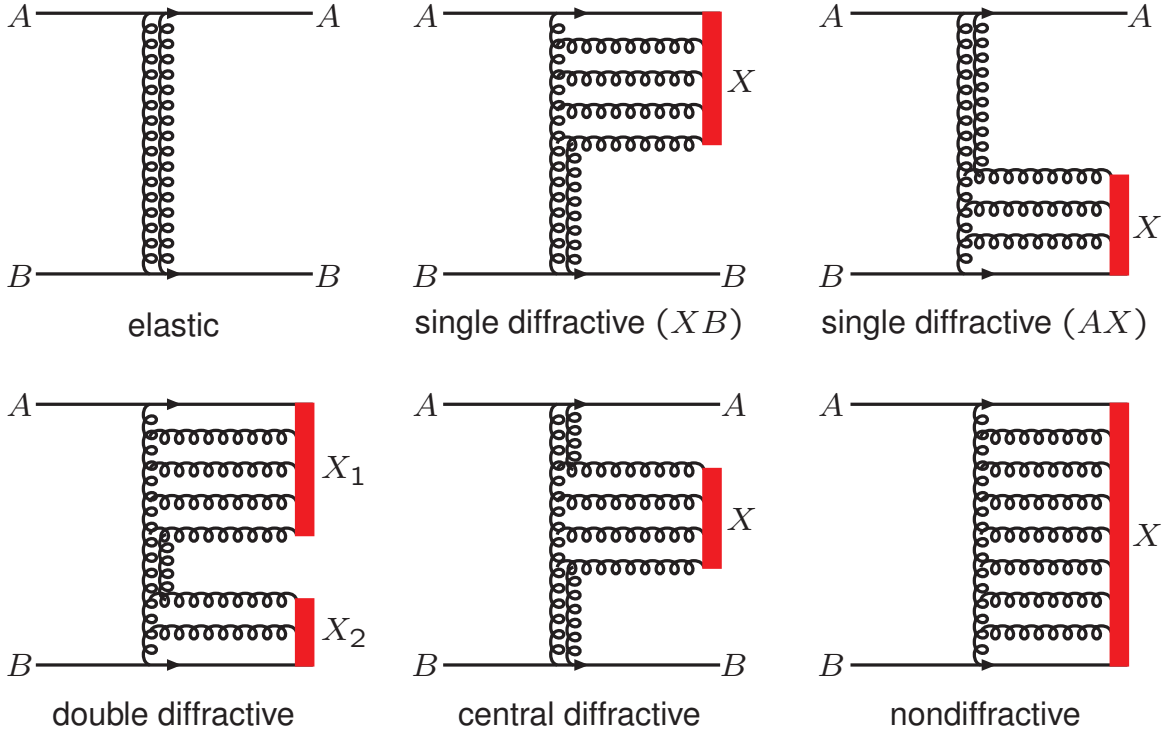 A A X A
X
B B B B
elastic single diffractive (XB) single diffractive (AX)
A A A
X₁ X X
X₂
B B B B
double diffractive central diffractive nondiffractive